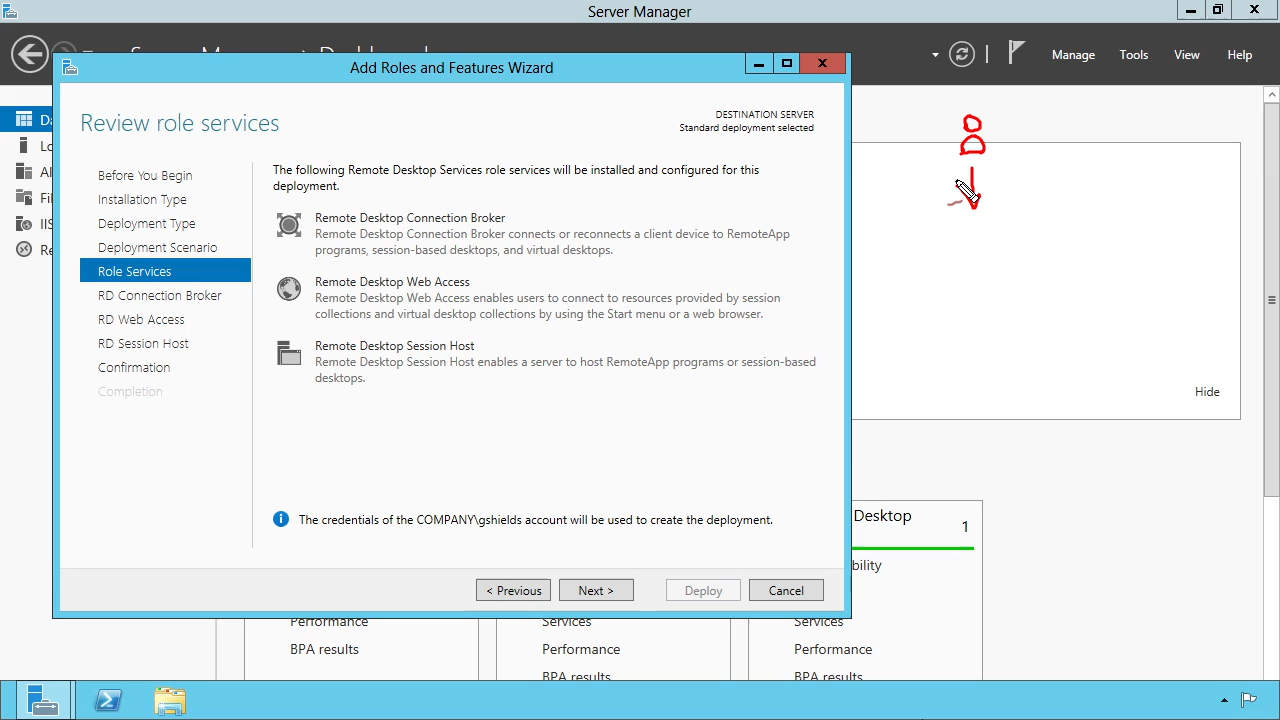 Server Manager
Manage
Tools
View
Help
Add Roles and Features Wizard
Review role services
DESTINATION SERVER
Standard deployment selected
Before You Begin
Installation Type
Deployment Type
Deployment Scenario
Role Services
RD Connection Broker
RD Web Access
RD Session Host
Confirmation
Completion
The following Remote Desktop Services role services will be installed and configured for this
deployment.
Remote Desktop Connection Broker
Remote Desktop Connection Broker connects or reconnects a client device to RemoteApp
programs, session-based desktops, and virtual desktops.
Remote Desktop Web Access
Remote Desktop Web Access enables users to connect to resources provided by session
collections and virtual desktop collections by using the Start menu or a web browser.
Remote Desktop Session Host
Remote Desktop Session Host enables a server to host RemoteApp programs or session-based
desktops.
The credentials of the COMPANY\gshields account will be used to create the deployment.
< Previous
Next >
Deploy
Cancel
Hide
Desktop
1
bility
Performance
BPA results
Services
Performance
BPA results
Services
Performance
BPA results